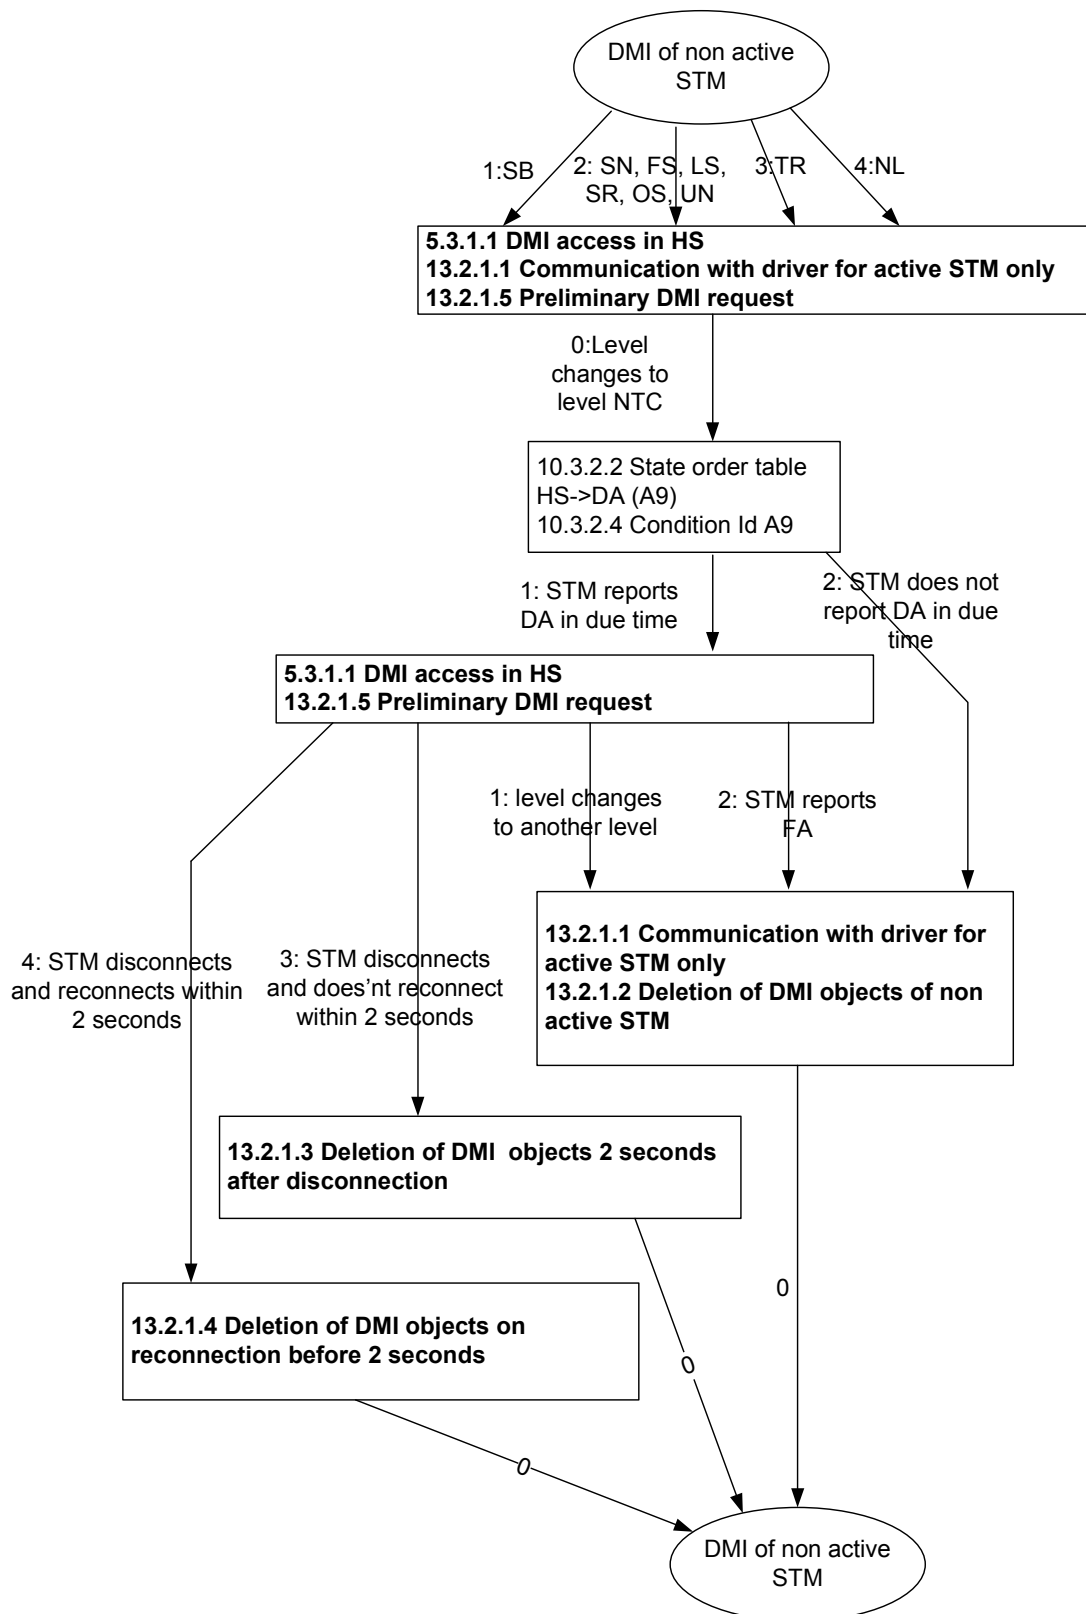 DMI of non active
STM
1:SB
2: SN, FS, LS,
SR, OS, UN
3:TR
4:NL
5.3.1.1 DMI access in HS
13.2.1.1 Communication with driver for active STM only
13.2.1.5 Preliminary DMI request
0:Level
changes to
level NTC
10.3.2.2 State order table
HS->DA (A9)
10.3.2.4 Condition Id A9
1: STM reports
DA in due time
2: STM does not
report DA in due
time
5.3.1.1 DMI access in HS
13.2.1.5 Preliminary DMI request
1: level changes
to another level
2: STM reports
FA
4: STM disconnects
and reconnects within
2 seconds
3: STM disconnects
and does'nt reconnect
within 2 seconds
13.2.1.1 Communication with driver for
active STM only
13.2.1.2 Deletion of DMI objects of non
active STM
13.2.1.3 Deletion of DMI  objects 2 seconds
after disconnection
0
13.2.1.4 Deletion of DMI objects on
reconnection before 2 seconds
0
0
DMI of non active
STM